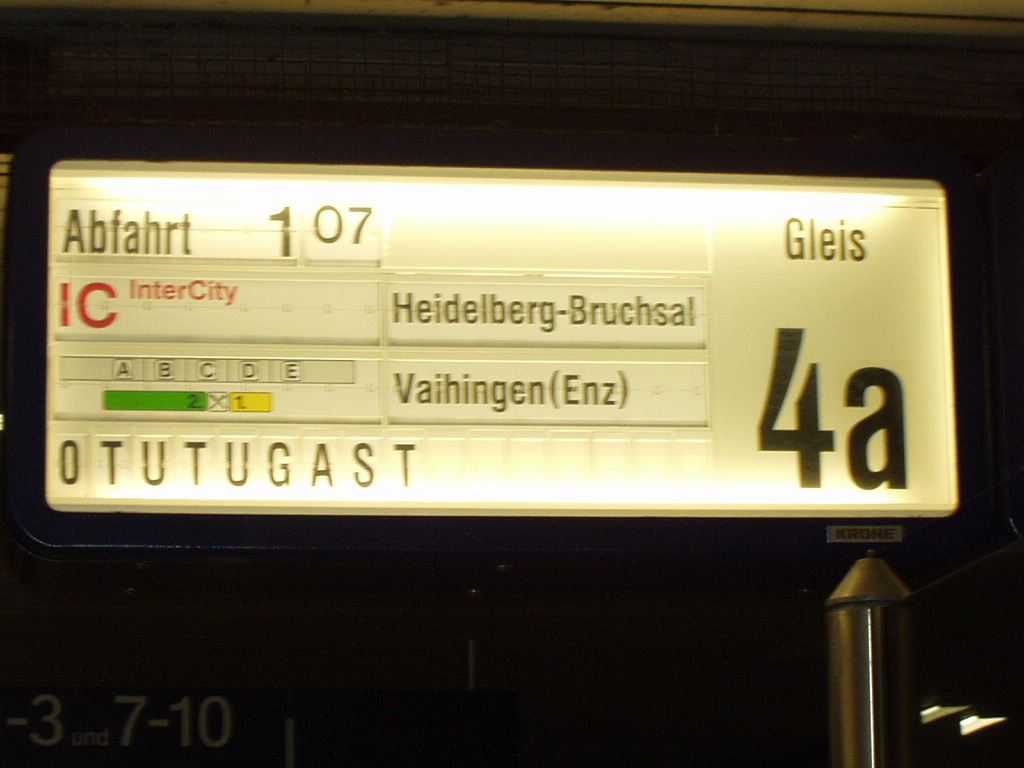 Abfahrt 1 07 Gleis
IC InterCity Heidelberg-Bruchsal
A B C D E
Vaihingen(Enz)
2. 1.
4a
OTUTUGAST
KRONE
-3 und 7-10